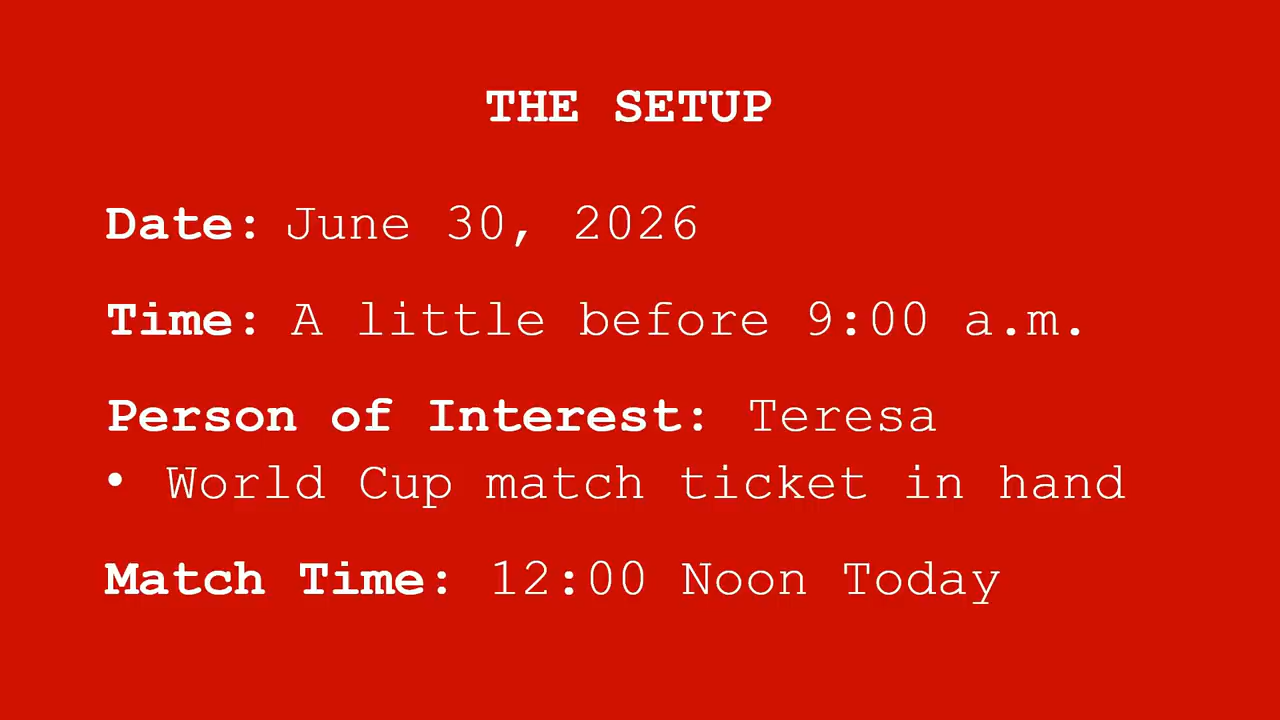 THE SETUP
Date: June 30, 2026
Time: A little before 9:00 a.m.
Person of Interest: Teresa
• World Cup match ticket in hand
Match Time: 12:00 Noon Today